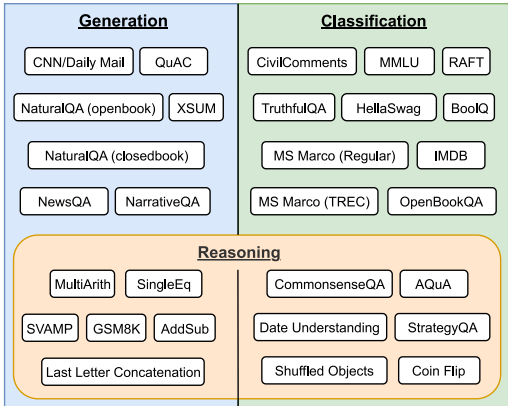 Generation
CNN/Daily Mail
QuAC
NaturalQA (openbook)
XSUM
NaturalQA (closedbook)
NewsQA
NarrativeQA
Classification
CivilComments
MMLU
RAFT
TruthfulQA
HellaSwag
BoolQ
MS Marco (Regular)
IMDB
MS Marco (TREC)
OpenBookQA
Reasoning
MultiArith
SingleEq
SVAMP
GSM8K
AddSub
Last Letter Concatenation
CommonsenseQA
AQuA
Date Understanding
StrategyQA
Shuffled Objects
Coin Flip